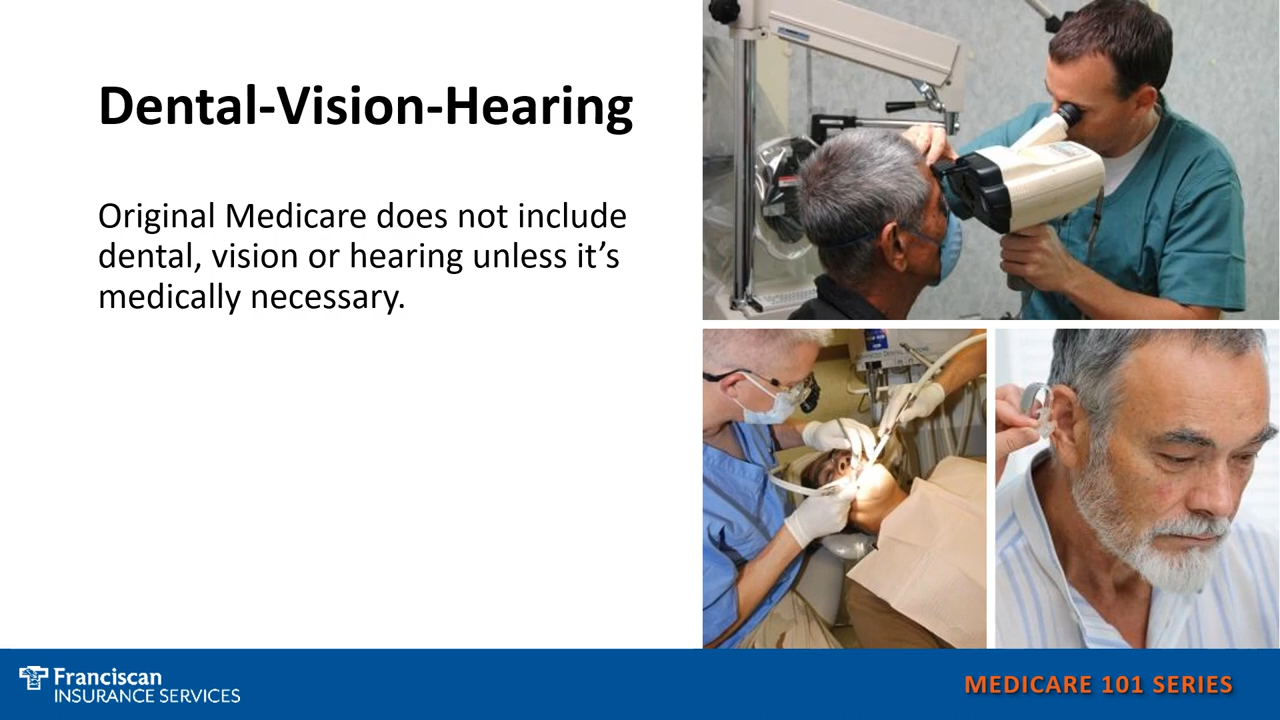 Dental-Vision-Hearing
Original Medicare does not include
dental, vision or hearing unless it’s
medically necessary.
Franciscan
INSURANCE SERVICES
MEDICARE 101 SERIES